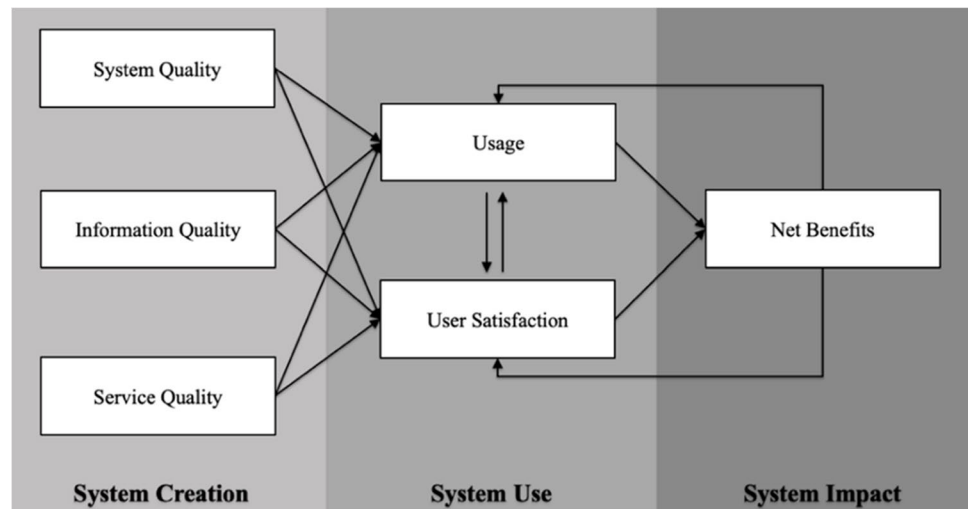 System Quality
Usage
Information Quality
Net Benefits
User Satisfaction
Service Quality
System Creation
System Use
System Impact